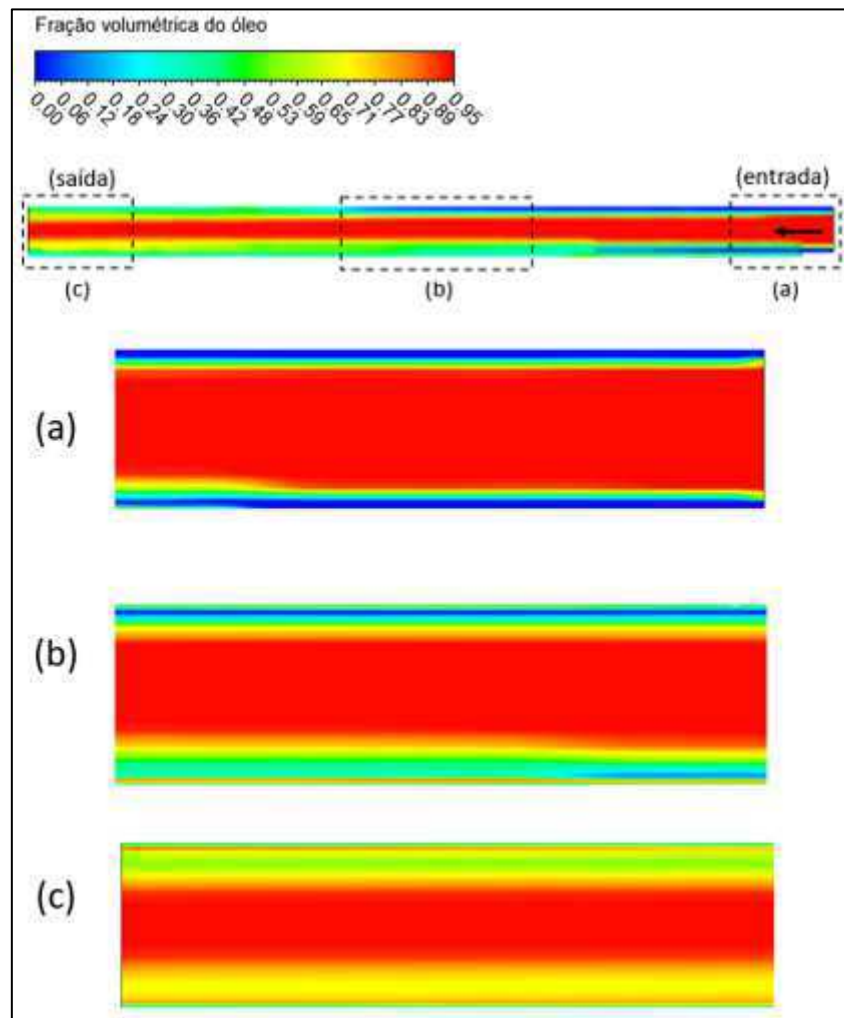 Fração volumétrica do óleo
0.00 0.06 0.12 0.18 0.24 0.30 0.36 0.42 0.48 0.53 0.59 0.65 0.71 0.77 0.83 0.89 0.95
(saída) (entrada)
(c) (b) (a)
(a)
(b)
(c)